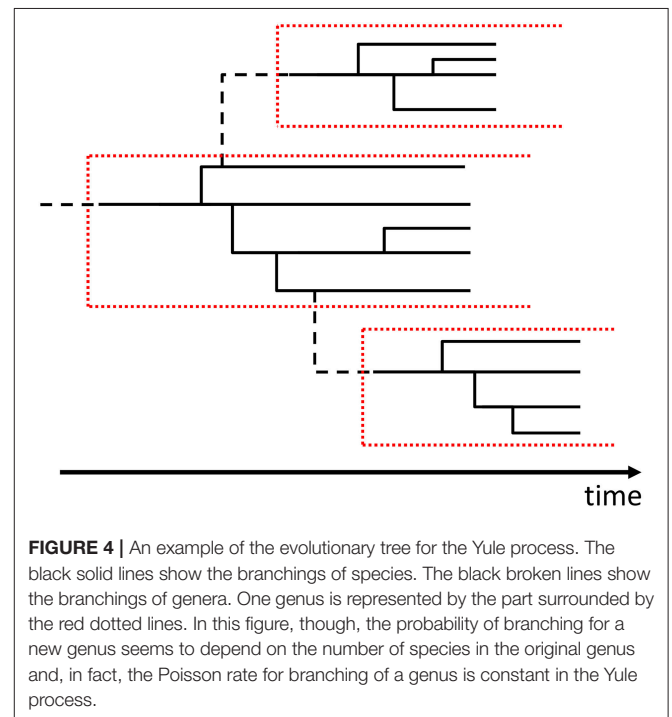 time
FIGURE 4 | An example of the evolutionary tree for the Yule process. The
black solid lines show the branchings of species. The black broken lines show
the branchings of genera. One genus is represented by the part surrounded by
the red dotted lines. In this figure, though, the probability of branching for a
new genus seems to depend on the number of species in the original genus
and, in fact, the Poisson rate for branching of a genus is constant in the Yule
process.